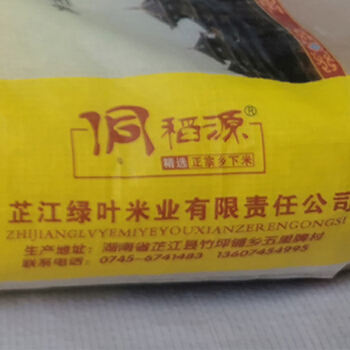 侗稻源®
精选 正宗乡下米
芷江绿叶米业有限责任公司
ZHIJIANGLVYEMIYEYOUXIANZERENGONGSI
生产地址：湖南省芷江县竹坪铺乡五里牌村
联系电话：0745-6741483 13607454995